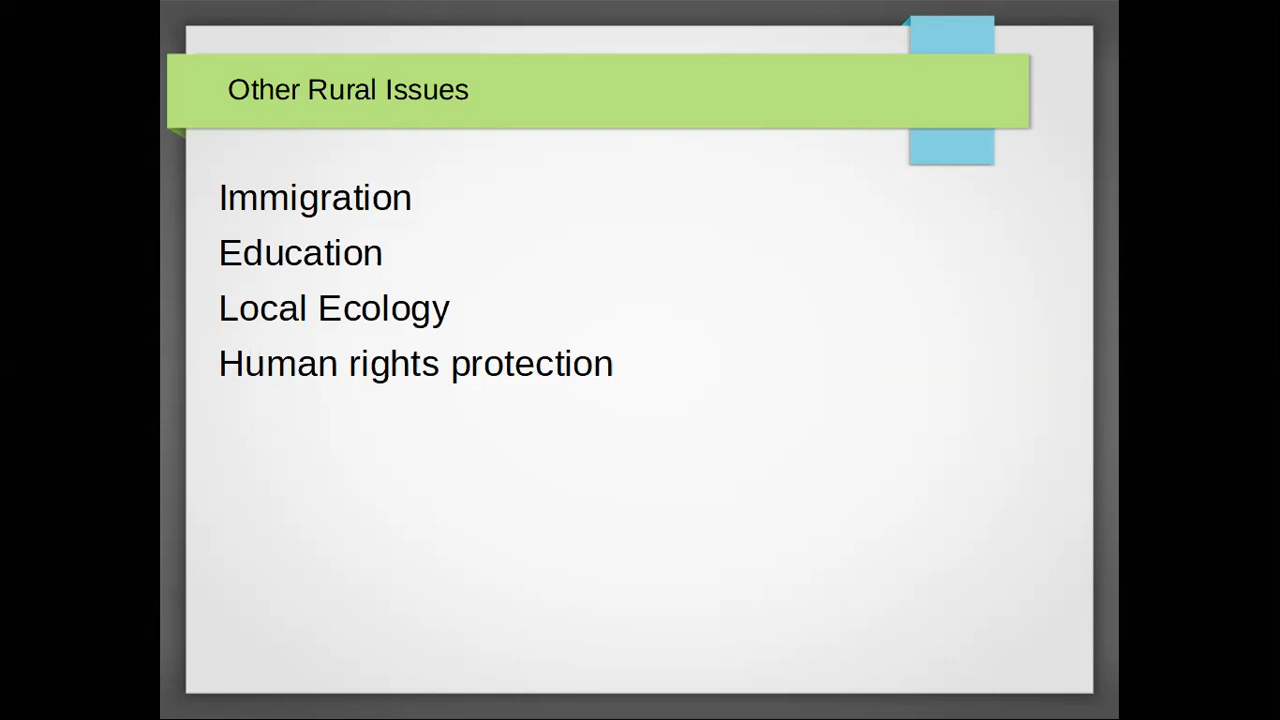 Other Rural Issues
Immigration
Education
Local Ecology
Human rights protection